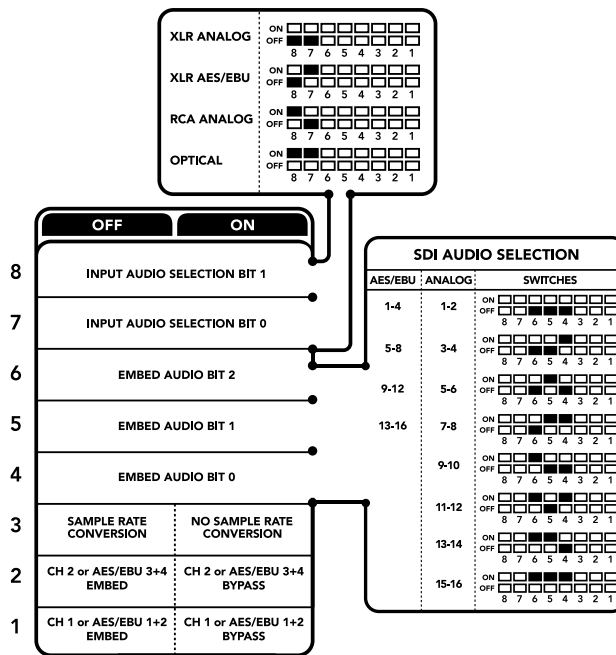 XLR ANALOG
ON
OFF
8 7 6 5 4 3 2 1
XLR AES/EBU
ON
OFF
8 7 6 5 4 3 2 1
RCA ANALOG
ON
OFF
8 7 6 5 4 3 2 1
OPTICAL
ON
OFF
8 7 6 5 4 3 2 1
OFF ON
8 INPUT AUDIO SELECTION BIT 1
7 INPUT AUDIO SELECTION BIT 0
6 EMBED AUDIO BIT 2
5 EMBED AUDIO BIT 1
4 EMBED AUDIO BIT 0
3 SAMPLE RATE CONVERSION NO SAMPLE RATE CONVERSION
2 CH 2 or AES/EBU 3+4 EMBED CH 2 or AES/EBU 3+4 BYPASS
1 CH 1 or AES/EBU 1+2 EMBED CH 1 or AES/EBU 1+2 BYPASS
SDI AUDIO SELECTION
AES/EBU ANALOG SWITCHES
1-4 1-2
ON
OFF
8 7 6 5 4 3 2 1
5-8 3-4
ON
OFF
8 7 6 5 4 3 2 1
9-12 5-6
ON
OFF
8 7 6 5 4 3 2 1
13-16 7-8
ON
OFF
8 7 6 5 4 3 2 1
9-10
ON
OFF
8 7 6 5 4 3 2 1
11-12
ON
OFF
8 7 6 5 4 3 2 1
13-14
ON
OFF
8 7 6 5 4 3 2 1
15-16
ON
OFF
8 7 6 5 4 3 2 1